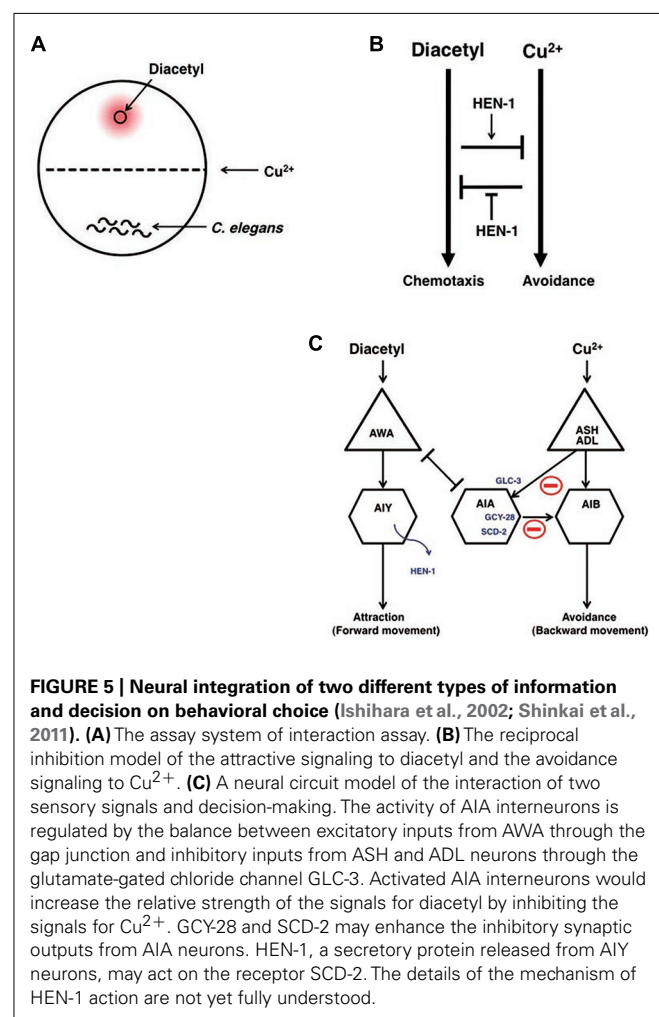 A
Diacetyl
Cu²⁺
C. elegans
B
Diacetyl Cu²⁺
HEN-1
HEN-1
Chemotaxis Avoidance
C
Diacetyl Cu²⁺
AWA ASH
ADL
GLC-3
AIY AIA AIB
GCY-28
SCD-2
HEN-1
Attraction
(Forward movement)
Avoidance
(Backward movement)
FIGURE 5 | Neural integration of two different types of information
and decision on behavioral choice (Ishihara et al., 2002; Shinkai et al.,
2011). (A) The assay system of interaction assay. (B) The reciprocal
inhibition model of the attractive signaling to diacetyl and the avoidance
signaling to Cu²⁺. (C) A neural circuit model of the interaction of two
sensory signals and decision-making. The activity of AIA interneurons is
regulated by the balance between excitatory inputs from AWA through the
gap junction and inhibitory inputs from ASH and ADL neurons through the
glutamate-gated chloride channel GLC-3. Activated AIA interneurons would
increase the relative strength of the signals for diacetyl by inhibiting the
signals for Cu²⁺. GCY-28 and SCD-2 may enhance the inhibitory synaptic
outputs from AIA neurons. HEN-1, a secretory protein released from AIY
neurons, may act on the receptor SCD-2. The details of the mechanism of
HEN-1 action are not yet fully understood.